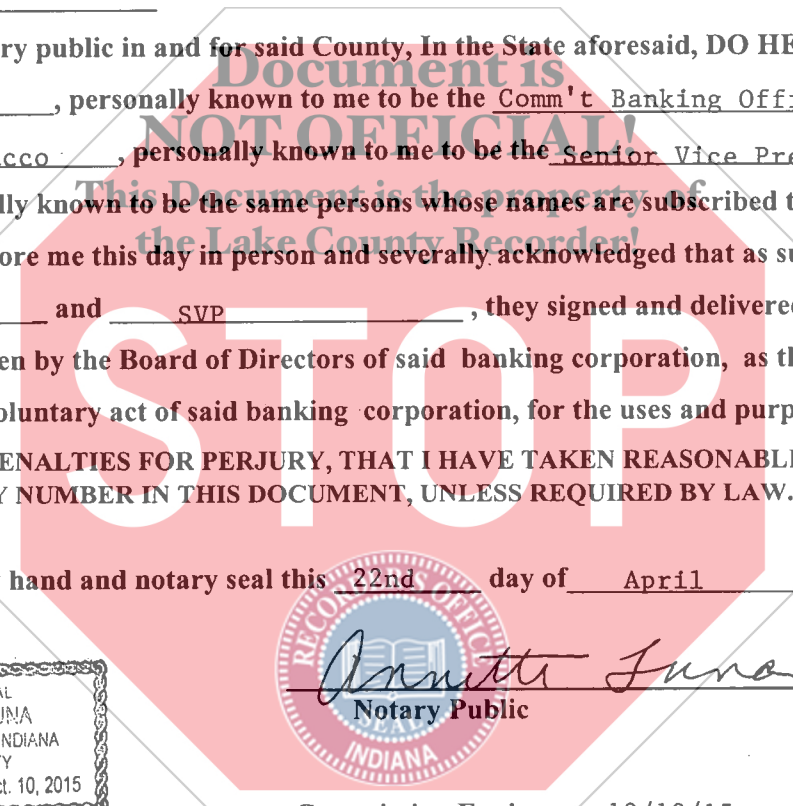 ry public in and for said County, In the State aforesaid, DO HE
Document is
, personally known to me to be the Comm't Banking Offi
NOT OFFICIAL!
cco , personally known to me to be the Senior Vice Pre
This Document is the property of
lly known to be the same persons whose names are subscribed t
the Lake County Recorder!
ore me this day in person and severally acknowledged that as su
and SVP , they signed and delivered
en by the Board of Directors of said banking corporation, as th
oluntary act of said banking corporation, for the uses and purp
STOP
ENALTIES FOR PERJURY, THAT I HAVE TAKEN REASONABL
Y NUMBER IN THIS DOCUMENT, UNLESS REQUIRED BY LAW.
hand and notary seal this 22nd day of April
RECORDER'S OFFICE
SEAL
INDIANA
Annette Luna
Notary Public
AL
UNA
NDIANA
Y
ct. 10, 2015